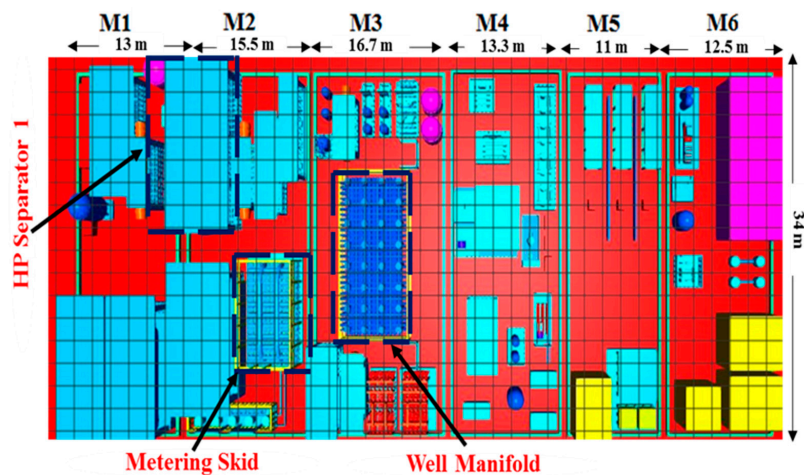 M1 M2 M3 M4 M5 M6
13 m 15.5 m 16.7 m 13.3 m 11 m 12.5 m
34 m
HP Separator 1
Metering Skid
Well Manifold